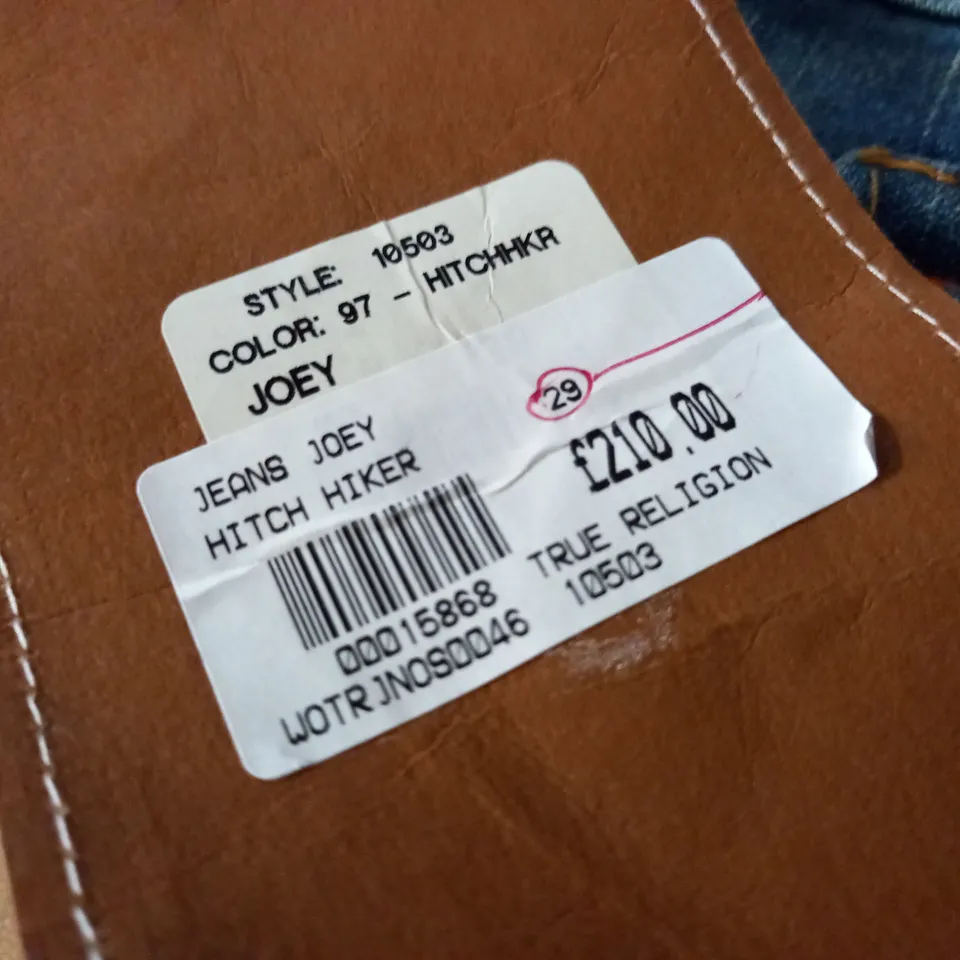 STYLE: 10503
COLOR: 97 - HITCHHKR
JOEY
JEANS JOEY
HITCH HIKER
29
£210.00
00015868
TRUE RELIGION
WOTRJNOS0046
10503